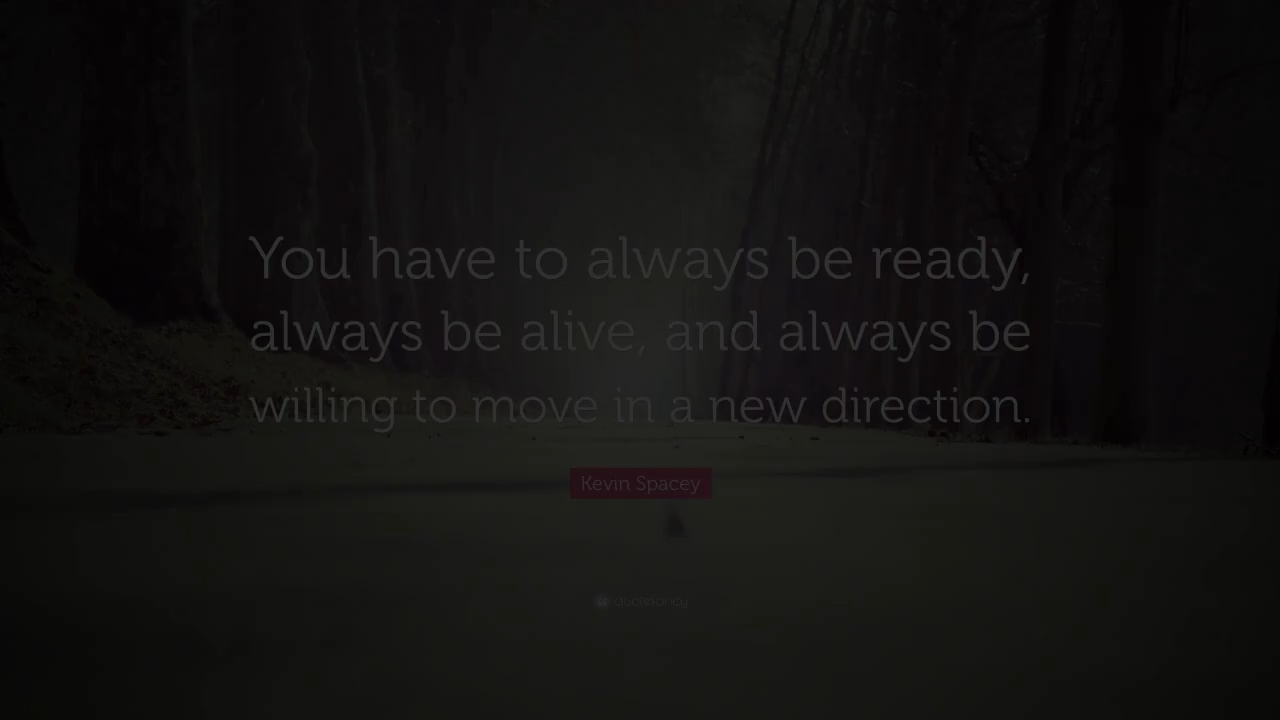 You have to always be ready,
always be alive, and always be
willing to move in a new direction.
Kevin Spacey
quotefancy